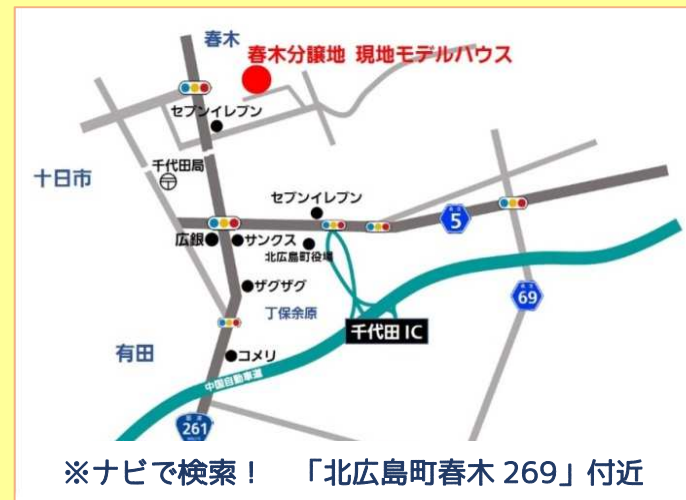 春木
春木分譲地 現地モデルハウス
セブンイレブン
千代田局
十日市
セブンイレブン
5
広銀
サンクス
北広島町役場
69
ザグザグ
丁保余原
千代田 IC
有田
コメリ
中国自動車道
261
※ナビで検索！ 「北広島町春木 269」付近